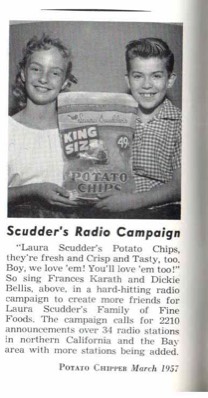 Laura Scudder's
KING
SIZE
49¢
POTATO
CHIPS
Scudder's Radio Campaign
"Laura Scudder's Potato Chips,
they're fresh and Crisp and Tasty, too.
Boy, we love 'em! You'll love 'em too!"
So sing Frances Karath and Dickie
Bellis, above, in a hard-hitting radio
campaign to create more friends for
Laura Scudder's Family of Fine
Foods. The campaign calls for 2210
announcements over 34 radio stations
in northern California and the Bay
area with more stations being added.
POTATO CHIPPER March 1957